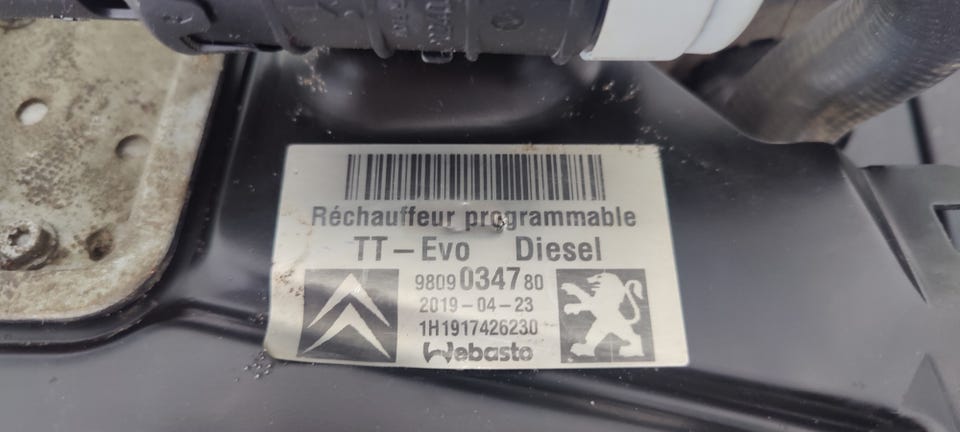 Réchauffeur programmable
TT-Evo Diesel
9809034780
2019-04-23
1H1917426230
Webasto